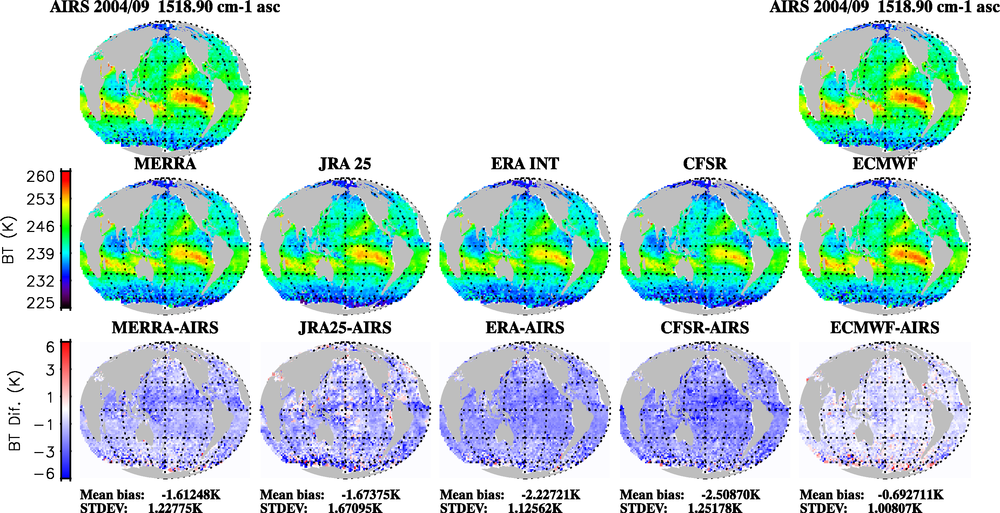 AIRS 2004/09 1518.90 cm-1 asc
AIRS 2004/09 1518.90 cm-1 asc
MERRA
JRA 25
ERA INT
CFSR
ECMWF
BT (K)
260
253
246
239
232
225
MERRA-AIRS
JRA25-AIRS
ERA-AIRS
CFSR-AIRS
ECMWF-AIRS
BT Dif. (K)
6
3
1
−1
−3
−6
Mean bias: -1.61248K
STDEV: 1.22775K
Mean bias: -1.67375K
STDEV: 1.67095K
Mean bias: -2.22721K
STDEV: 1.12562K
Mean bias: -2.50870K
STDEV: 1.25178K
Mean bias: -0.692711K
STDEV: 1.00807K